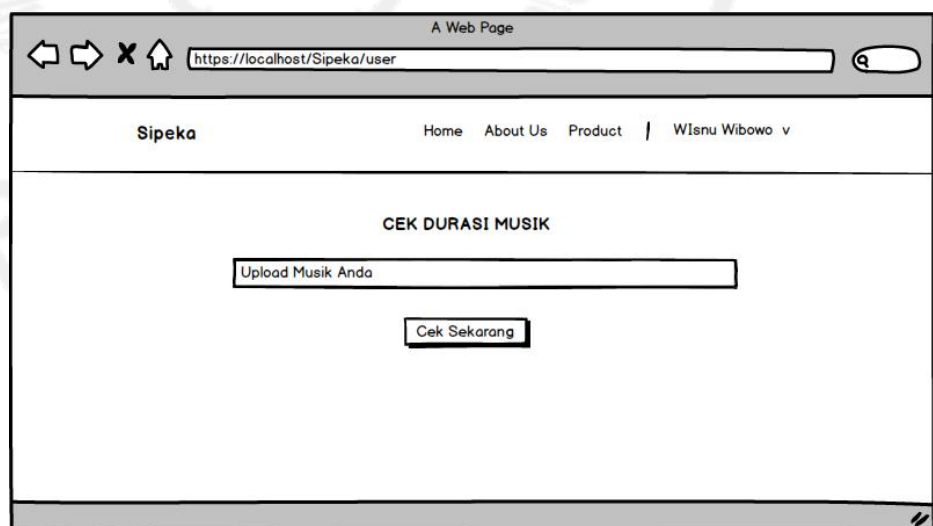 A Web Page
https://localhost/Sipeka/user
Sipeka Home About Us Product | WIsnu Wibowo v
CEK DURASI MUSIK
Upload Musik Anda
Cek Sekarang